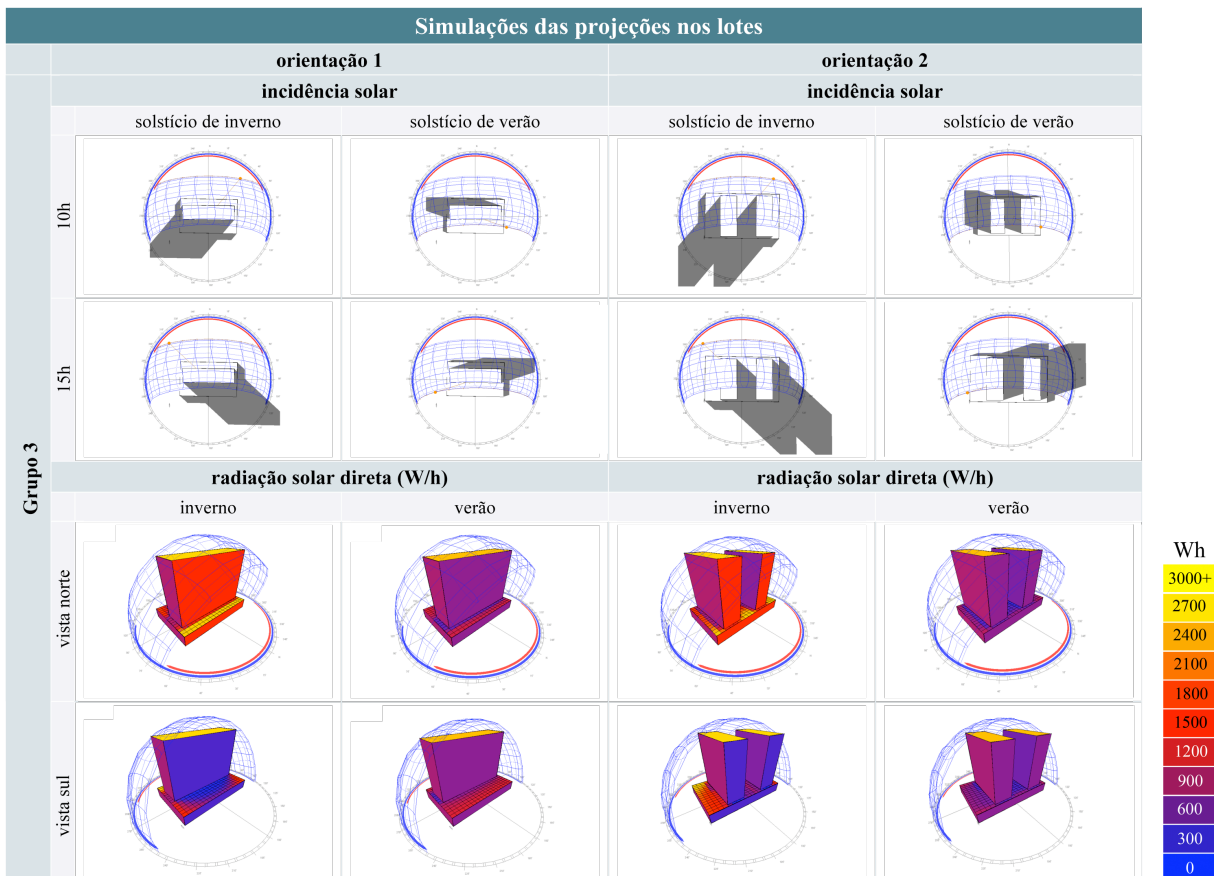 Simulações das projeções nos lotes
orientação 1 orientação 2
incidência solar incidência solar
solstício de inverno solstício de verão solstício de inverno solstício de verão
10h
15h
Grupo 3
radiação solar direta (W/h) radiação solar direta (W/h)
inverno verão inverno verão
vista norte
vista sul
Wh
3000+
2700
2400
2100
1800
1500
1200
900
600
300
0